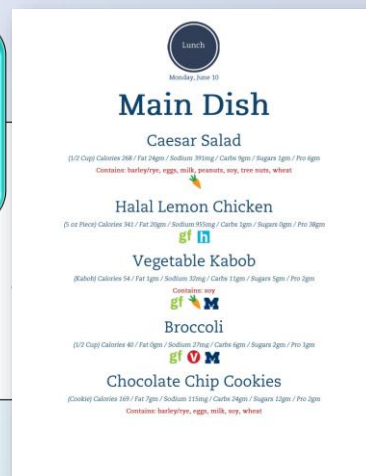 Lunch
Monday, June 10
Main Dish
Caesar Salad
(1/2 Cup) Calories 268 / Fat 24gm / Sodium 391mg / Carbs 9gm / Sugars 1gm / Pro 6gm
Contains: barley/rye, eggs, milk, peanuts, soy, tree nuts, wheat
Halal Lemon Chicken
(5 oz Piece) Calories 341 / Fat 20gm / Sodium 955mg / Carbs 1gm / Sugars 0gm / Pro 38gm
gf h
Vegetable Kabob
(Kabob) Calories 54 / Fat 1gm / Sodium 32mg / Carbs 11gm / Sugars 5gm / Pro 2gm
Contains: soy
gf M
Broccoli
(1/2 Cup) Calories 40 / Fat 0gm / Sodium 27mg / Carbs 6gm / Sugars 2gm / Pro 1gm
gf V M
Chocolate Chip Cookies
(Cookie) Calories 169 / Fat 7gm / Sodium 115mg / Carbs 24gm / Sugars 12gm / Pro 2gm
Contains: barley/rye, eggs, milk, soy, wheat